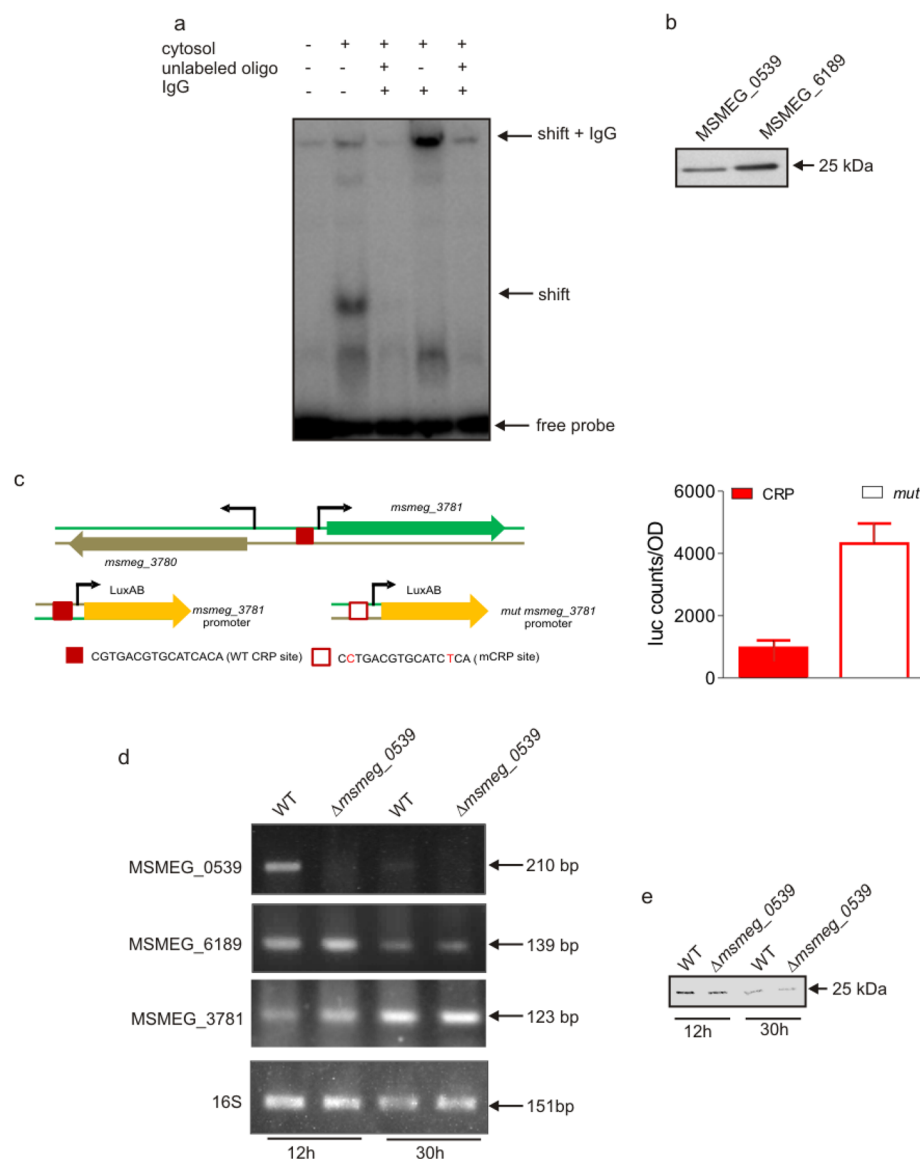 a
cytosol - + + + +
unlabeled oligo - - + +
IgG - - + + +
shift + IgG
shift
free probe
b
MSMEG_0539
MSMEG_6189
25 kDa
c
msmeg_3781
msmeg_3780
LuxAB
msmeg_3781
promoter
LuxAB
mut msmeg_3781
promoter
CGTGACGTGCATCACA (WT CRP site)
CCTGACGTGCATCTCA (mCRP site)
CRP
mut
luc counts/OD
6000
4000
2000
0
d
WT
Δmsmeg_0539
WT
Δmsmeg_0539
MSMEG_0539
210 bp
MSMEG_6189
139 bp
MSMEG_3781
123 bp
16S
151bp
12h
30h
e
WT
Δmsmeg_0539
WT
Δmsmeg_0539
25 kDa
12h
30h